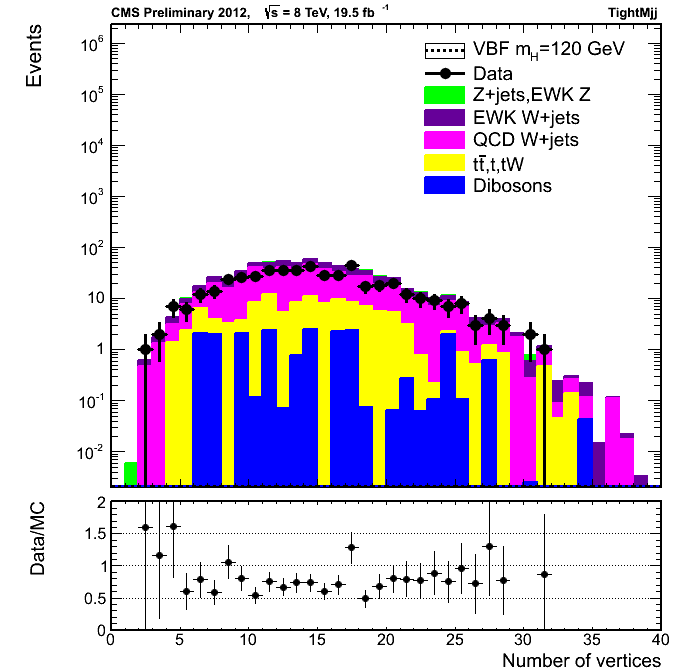 CMS Preliminary 2012, √s = 8 TeV, 19.5 fb⁻¹ TightMjj
Events
10⁶
10⁵
10⁴
10³
10²
10
1
10⁻¹
10⁻²
VBF m_H=120 GeV
Data
Z+jets,EWK Z
EWK W+jets
QCD W+jets
tt̄,t,tW
Dibosons
Data/MC
2
1.5
1
0.5
0
0 5 10 15 20 25 30 35 40
Number of vertices